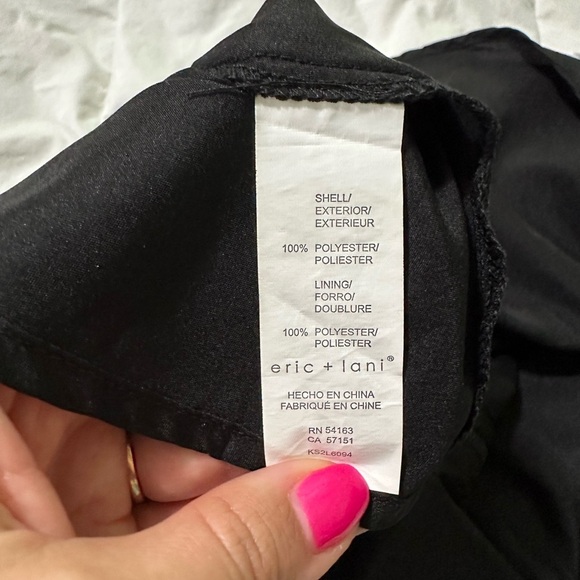 SHELL/
EXTERIOR/
EXTERIEUR
100% POLYESTER/
POLIESTER
LINING/
FORRO/
DOUBLURE
100% POLYESTER/
POLIESTER
eric + lani®
HECHO EN CHINA
FABRIQUÉ EN CHINE
RN 54163
CA 57151
KS2L6094